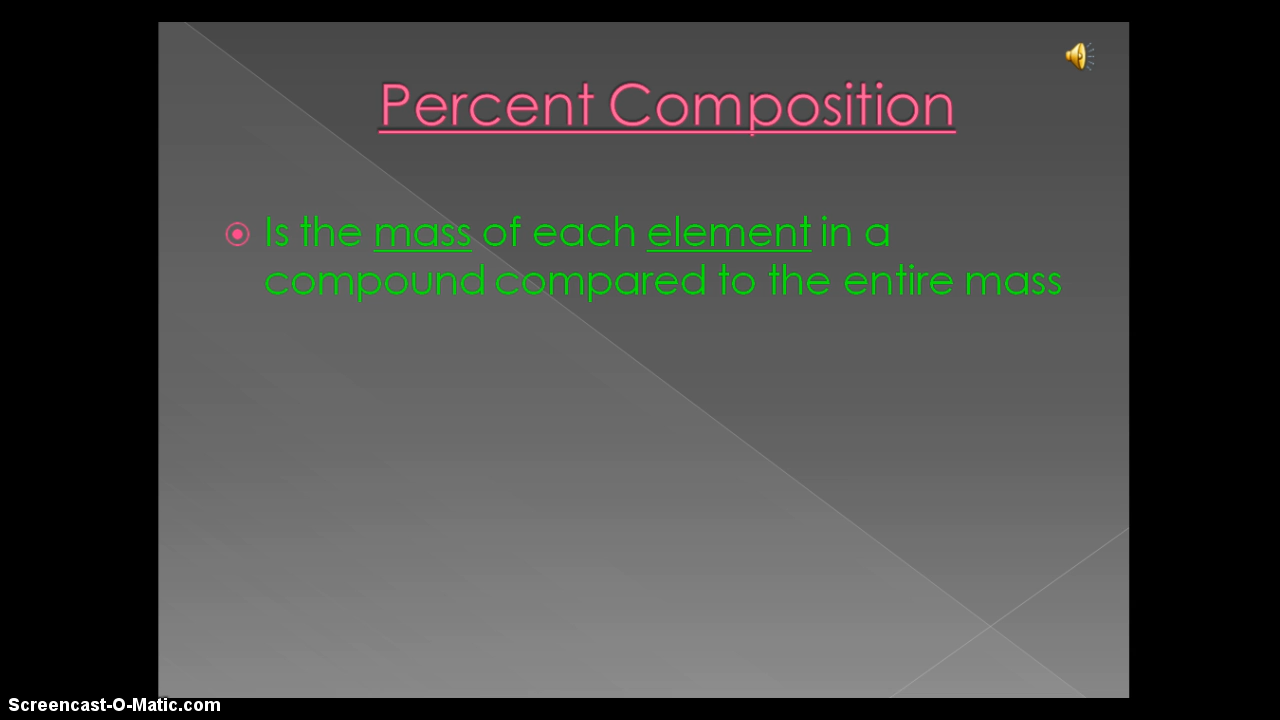 Percent Composition
Is the mass of each element in a
compound compared to the entire mass
Screencast-O-Matic.com